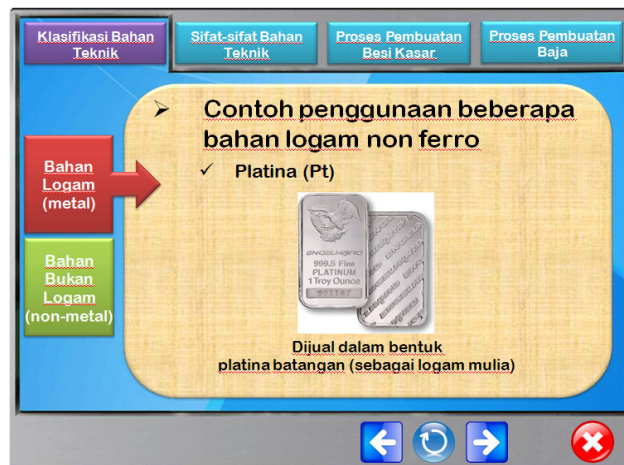 Klasifikasi Bahan
Teknik
Sifat-sifat Bahan
Teknik
Proses Pembuatan
Besi Kasar
Proses Pembuatan
Baja
Contoh penggunaan beberapa
bahan logam non ferro
Platina (Pt)
Bahan
Logam
(metal)
Bahan
Bukan
Logam
(non-metal)
ENGELHARD
999.5 Fine
PLATINUM
1 Troy Ounce
Dijual dalam bentuk
platina batangan (sebagai logam mulia)